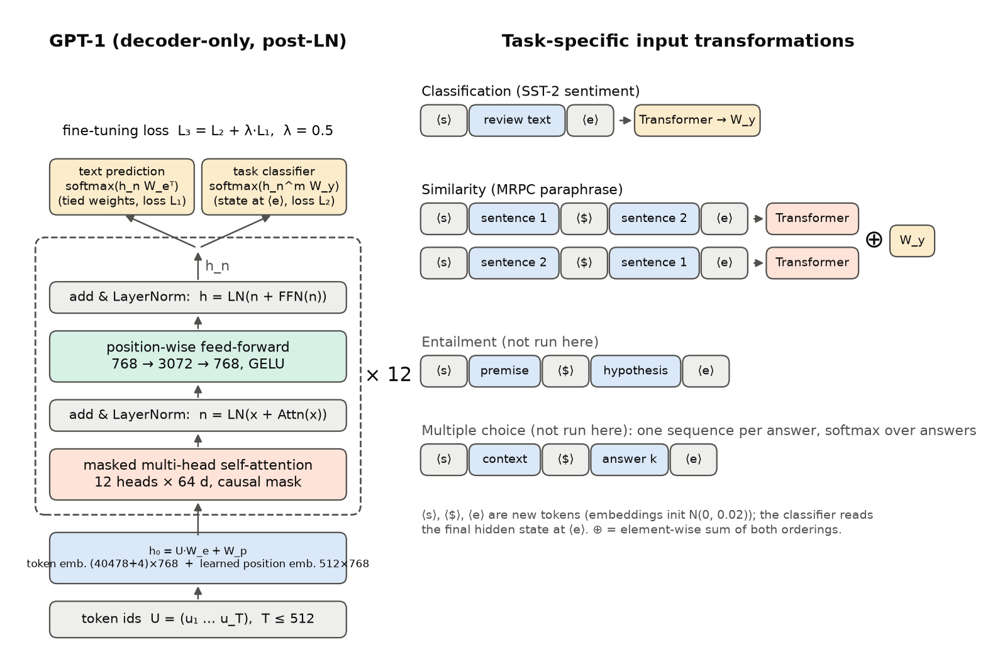 GPT-1 (decoder-only, post-LN)
fine-tuning loss  L₃ = L₂ + λ·L₁,  λ = 0.5
text prediction
softmax(h_n W_eᵀ)
(tied weights, loss L₁)
task classifier
softmax(h_n^m W_y)
(state at ⟨e⟩, loss L₂)
h_n
add & LayerNorm:  h = LN(n + FFN(n))
position-wise feed-forward
768 → 3072 → 768, GELU
× 12
add & LayerNorm:  n = LN(x + Attn(x))
masked multi-head self-attention
12 heads × 64 d, causal mask
h₀ = U·W_e + W_p
token emb. (40478+4)×768  +  learned position emb. 512×768
token ids  U = (u₁ … u_T),  T ≤ 512
Task-specific input transformations
Classification (SST-2 sentiment)
⟨s⟩ review text ⟨e⟩ Transformer → W_y
Similarity (MRPC paraphrase)
⟨s⟩ sentence 1 ⟨$⟩ sentence 2 ⟨e⟩ Transformer
⊕ W_y
⟨s⟩ sentence 2 ⟨$⟩ sentence 1 ⟨e⟩ Transformer
Entailment (not run here)
⟨s⟩ premise ⟨$⟩ hypothesis ⟨e⟩
Multiple choice (not run here): one sequence per answer, softmax over answers
⟨s⟩ context ⟨$⟩ answer k ⟨e⟩
⟨s⟩, ⟨$⟩, ⟨e⟩ are new tokens (embeddings init N(0, 0.02)); the classifier reads
the final hidden state at ⟨e⟩. ⊕ = element-wise sum of both orderings.